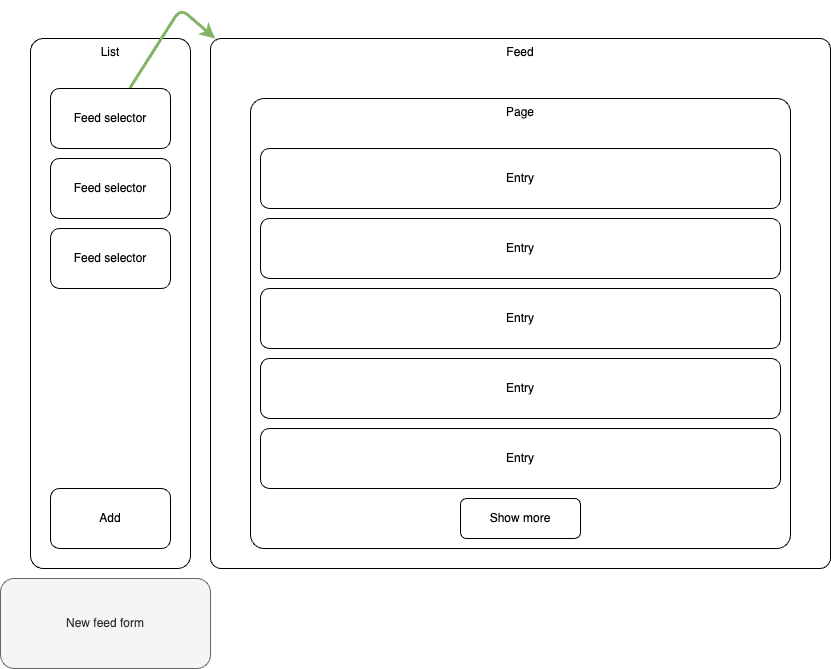 List
Feed selector
Feed selector
Feed selector
Add
New feed form
Feed
Page
Entry
Entry
Entry
Entry
Entry
Show more